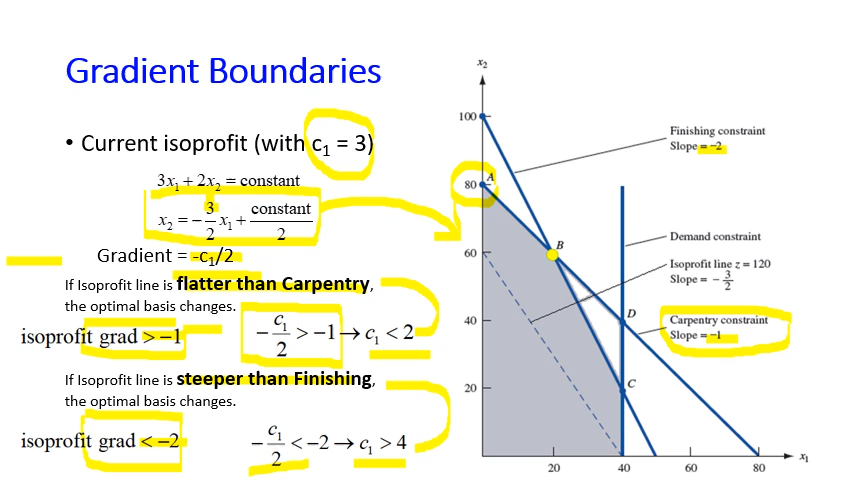 Gradient Boundaries
• Current isoprofit (with c₁ = 3)
3x₁ + 2x₂ = constant
x₂ = −3/2 x₁ + constant/2
Gradient = -c₁/2
If Isoprofit line is flatter than Carpentry,
the optimal basis changes.
isoprofit grad > −1
−c₁/2 > −1 → c₁ < 2
If Isoprofit line is steeper than Finishing,
the optimal basis changes.
isoprofit grad < −2
−c₁/2 < −2 → c₁ > 4
x₂
100
80
60
40
20
A
B
D
C
20
40
60
80
x₁
Finishing constraint
Slope = −2
Demand constraint
Isoprofit line z = 120
Slope = − 3/2
Carpentry constraint
Slope = −1